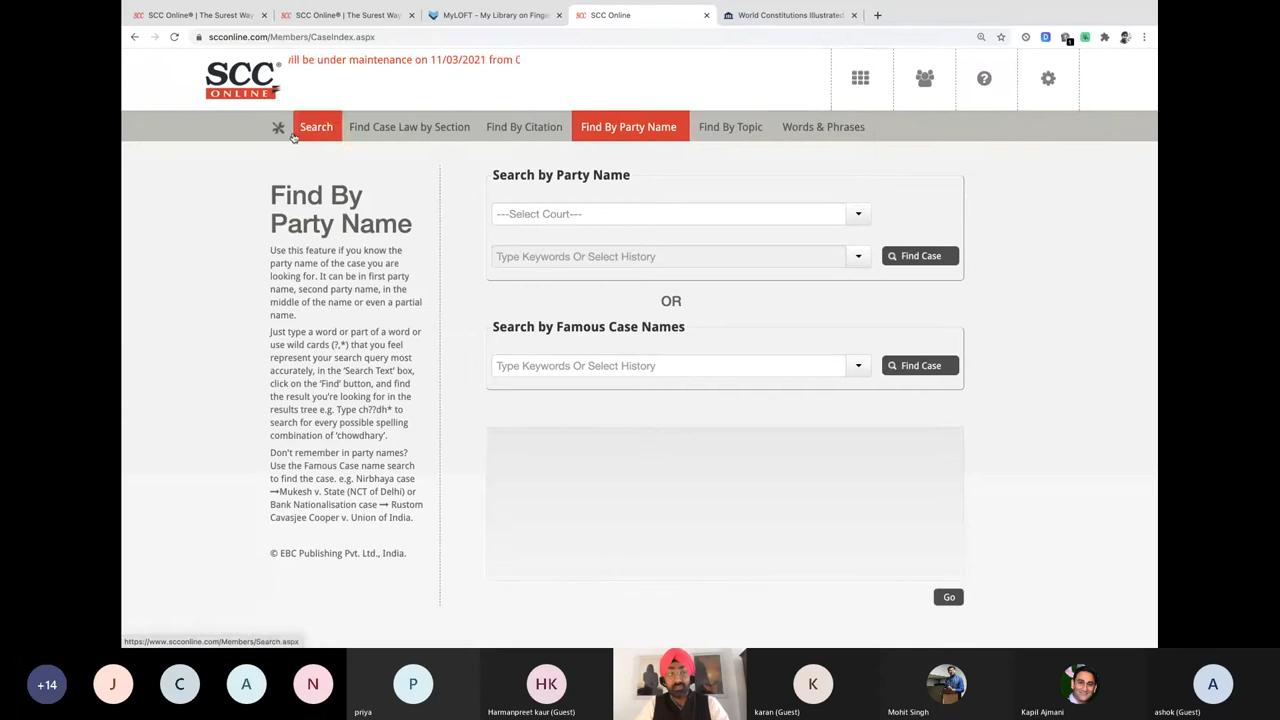 SCC Online® | The Surest Way
SCC Online® | The Surest Way
MyLOFT - My Library on Finger
SCC Online
World Constitutions Illustrated
scconline.com/Members/CaseIndex.aspx
SCC®
ONLINE
will be under maintenance on 11/03/2021 from
Search
Find Case Law by Section
Find By Citation
Find By Party Name
Find By Topic
Words & Phrases
Find By
Party Name
Use this feature if you know the
party name of the case you are
looking for. It can be in first party
name, second party name, in the
middle of the name or even a partial
name.
Just type a word or part of a word or
use wild cards (?,*) that you feel
represent your search query most
accurately, in the 'Search Text' box,
click on the 'Find' button, and find
the result you're looking for in the
results tree e.g. Type ch??dh* to
search for every possible spelling
combination of 'chowdhary'.
Don't remember in party names?
Use the Famous Case name search
to find the case. e.g. Nirbhaya case
→Mukesh v. State (NCT of Delhi) or
Bank Nationalisation case → Rustom
Cavasjee Cooper v. Union of India.
© EBC Publishing Pvt. Ltd., India.
Search by Party Name
---Select Court---
Type Keywords Or Select History
Find Case
OR
Search by Famous Case Names
Type Keywords Or Select History
Find Case
Go
https://www.scconline.com/Members/Search.aspx
+14
J
C
A
N
P
priya
HK
Harmanpreet kaur (Guest)
K
karan (Guest)
Mohit Singh
Kapil Ajmani
A
ashok (Guest)